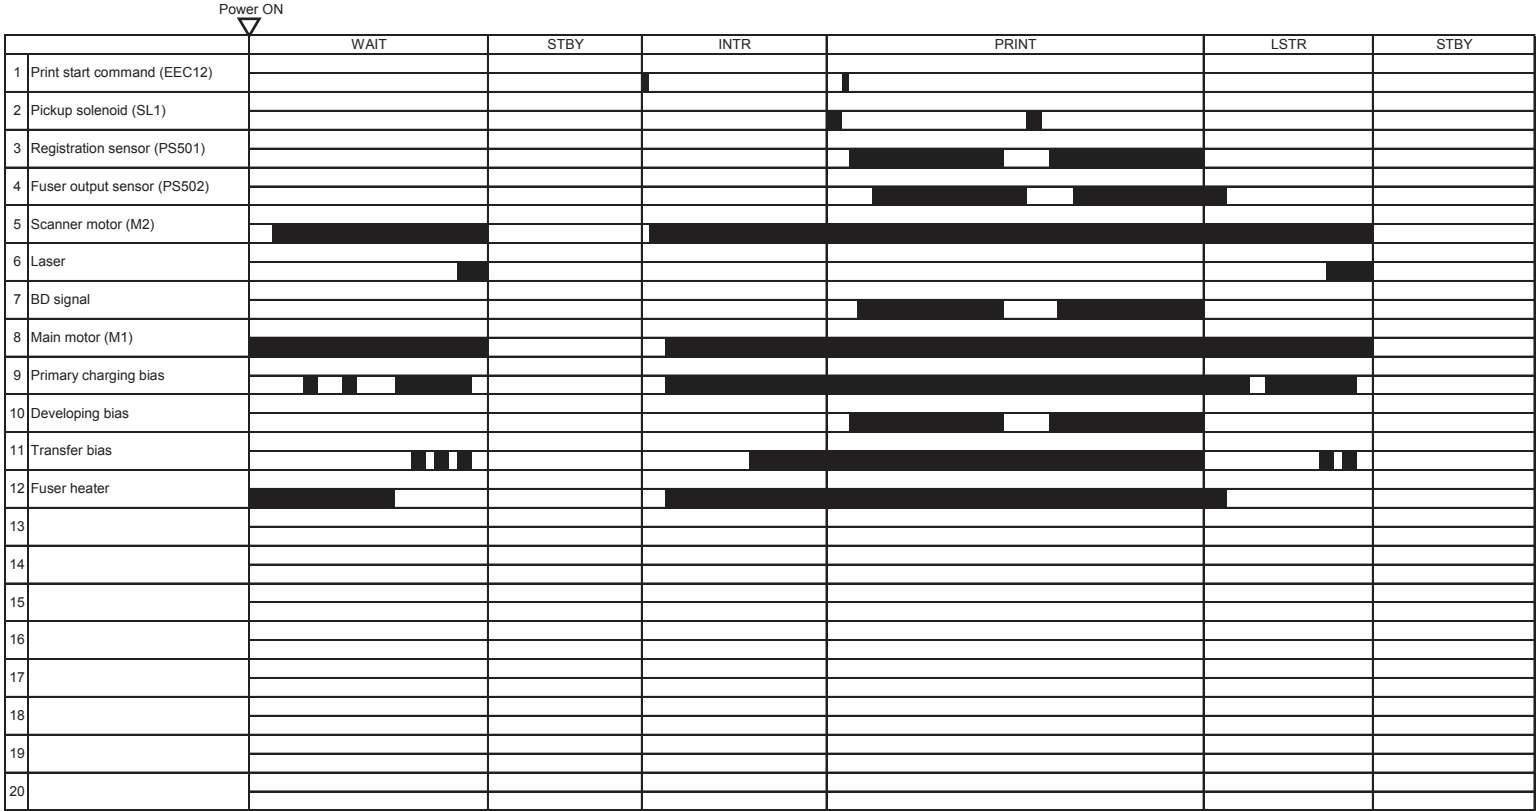 Power ON
WAIT STBY INTR PRINT LSTR STBY
1 Print start command (EEC12)
2 Pickup solenoid (SL1)
3 Registration sensor (PS501)
4 Fuser output sensor (PS502)
5 Scanner motor (M2)
6 Laser
7 BD signal
8 Main motor (M1)
9 Primary charging bias
10 Developing bias
11 Transfer bias
12 Fuser heater
13
14
15
16
17
18
19
20